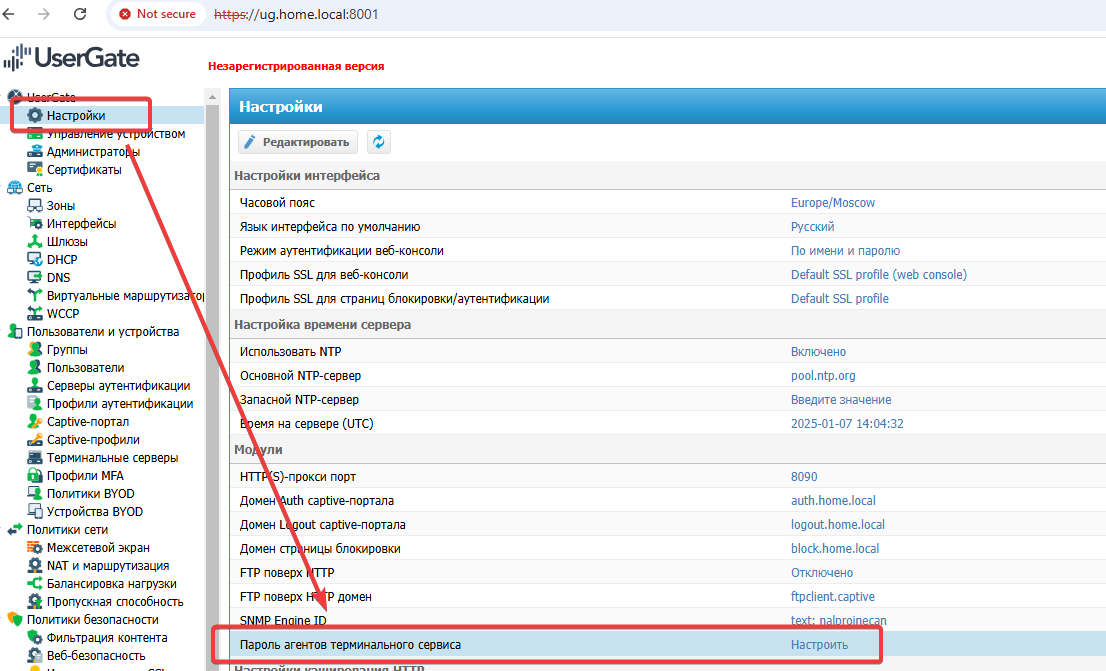 Not secure https://ug.home.local:8001
UserGate
Незарегистрированная версия
UserGate
Настройки
Управление устройством
Администраторы
Сертификаты
Сеть
Зоны
Интерфейсы
Шлюзы
DHCP
DNS
Виртуальные маршрутизатор
WCCP
Пользователи и устройства
Группы
Пользователи
Серверы аутентификации
Профили аутентификации
Captive-портал
Captive-профили
Терминальные серверы
Профили MFA
Политики BYOD
Устройства BYOD
Политики сети
Межсетевой экран
NAT и маршрутизация
Балансировка нагрузки
Пропускная способность
Политики безопасности
Фильтрация контента
Веб-безопасность
Настройки
Редактировать
Настройки интерфейса
Часовой пояс Europe/Moscow
Язык интерфейса по умолчанию Русский
Режим аутентификации веб-консоли По имени и паролю
Профиль SSL для веб-консоли Default SSL profile (web console)
Профиль SSL для страниц блокировки/аутентификации Default SSL profile
Настройка времени сервера
Использовать NTP Включено
Основной NTP-сервер pool.ntp.org
Запасной NTP-сервер Введите значение
Время на сервере (UTC) 2025-01-07 14:04:32
Модули
HTTP(S)-прокси порт 8090
Домен Auth captive-портала auth.home.local
Домен Logout captive-портала logout.home.local
Домен страницы блокировки block.home.local
FTP поверх HTTP Отключено
FTP поверх HTTP домен ftpclient.captive
SNMP Engine ID text: nalproinecan
Пароль агентов терминального сервиса Настроить
Настройки кэширования HTTP